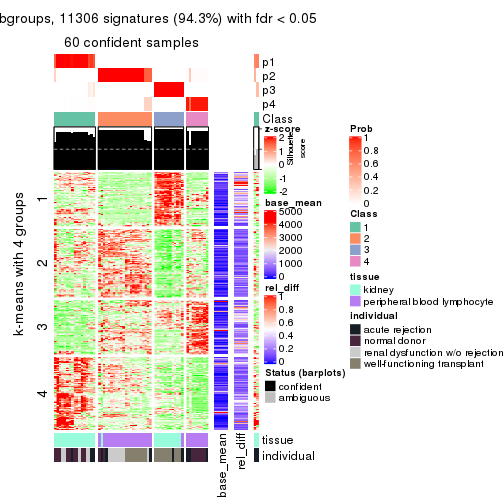 bgroups, 11306 signatures (94.3%) with fdr < 0.05
60 confident samples
p1
p2
p3
p4
Class
z-score
2
1
0
-1
-2
Silhouette
score
base_mean
5000
4000
3000
2000
1000
0
rel_diff
1
0.8
0.6
0.4
0.2
0
Status (barplots)
confident
ambiguous
Prob
1
0.8
0.6
0.4
0.2
0
Class
1
2
3
4
tissue
kidney
peripheral blood lymphocyte
individual
acute rejection
normal donor
renal dysfunction w/o rejection
well-functioning transplant
k-means with 4 groups
1
2
3
4
tissue
individual
base_mean
rel_diff